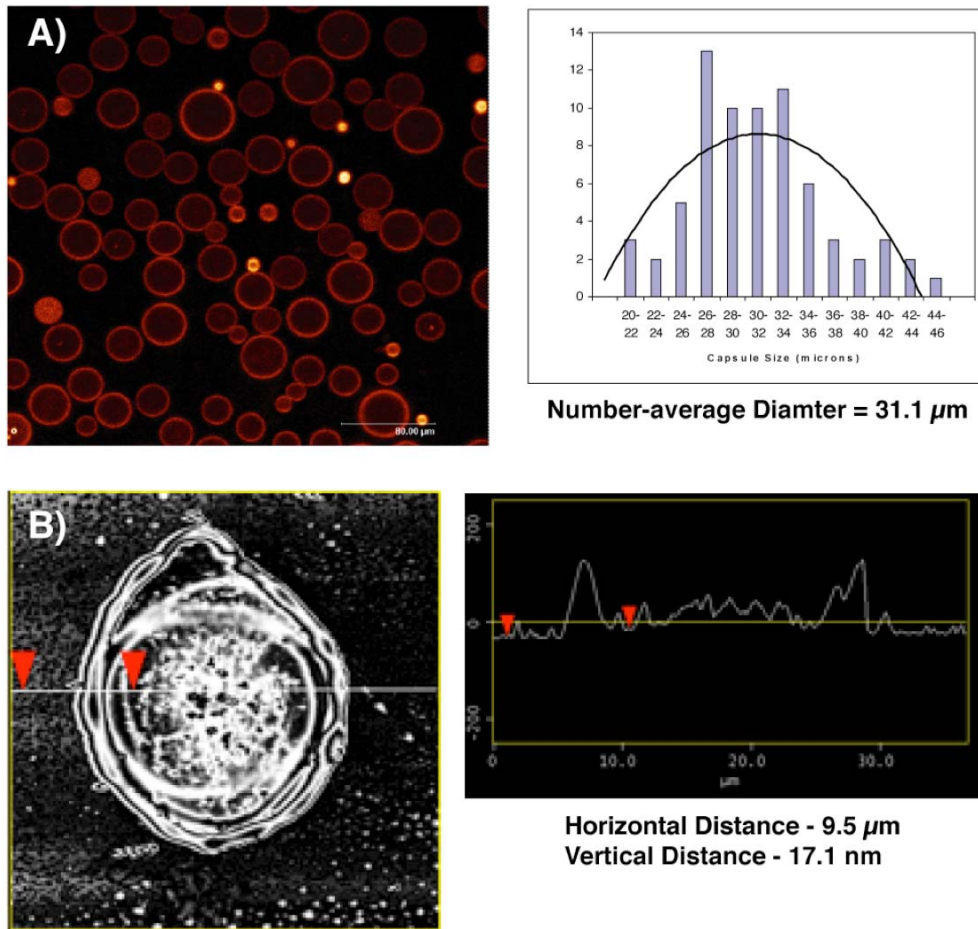 A)
80.00 µm
14
12
10
8
6
4
2
0
20-22 22-24 24-26 26-28 28-30 30-32 32-34 34-36 36-38 38-40 40-42 42-44 44-46
Capsule Size (microns)
Number-average Diamter = 31.1 µm
B)
200
0
-200
0 10.0 20.0 30.0
µm
Horizontal Distance - 9.5 µm
Vertical Distance - 17.1 nm